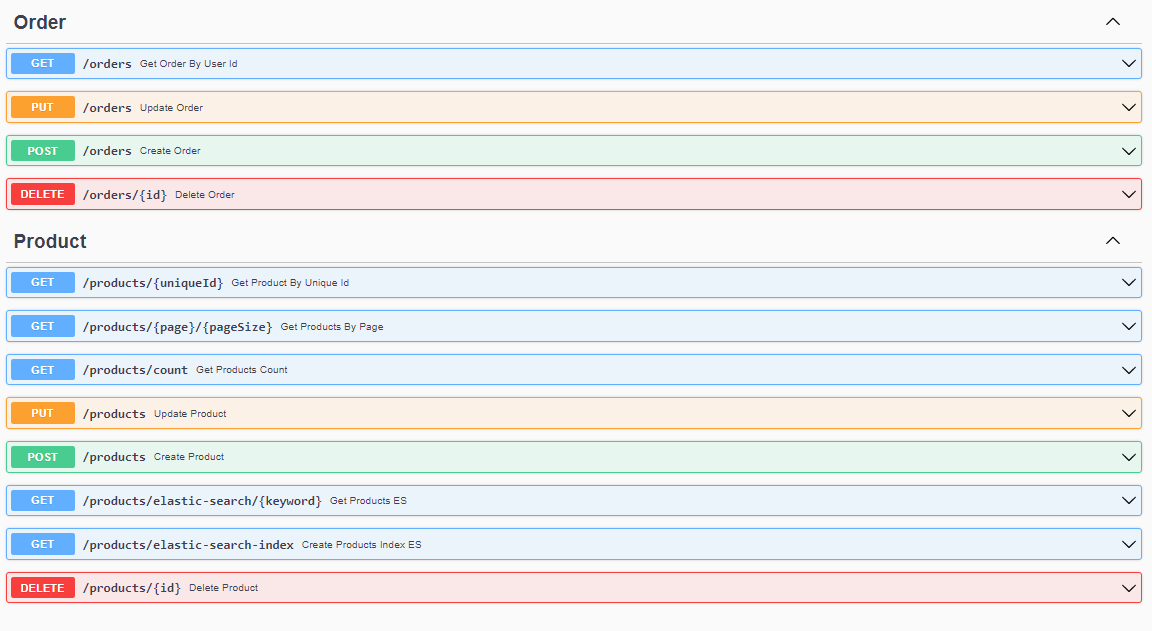 Order
GET /orders Get Order By User Id
PUT /orders Update Order
POST /orders Create Order
DELETE /orders/{id} Delete Order
Product
GET /products/{uniqueId} Get Product By Unique Id
GET /products/{page}/{pageSize} Get Products By Page
GET /products/count Get Products Count
PUT /products Update Product
POST /products Create Product
GET /products/elastic-search/{keyword} Get Products ES
GET /products/elastic-search-index Create Products Index ES
DELETE /products/{id} Delete Product